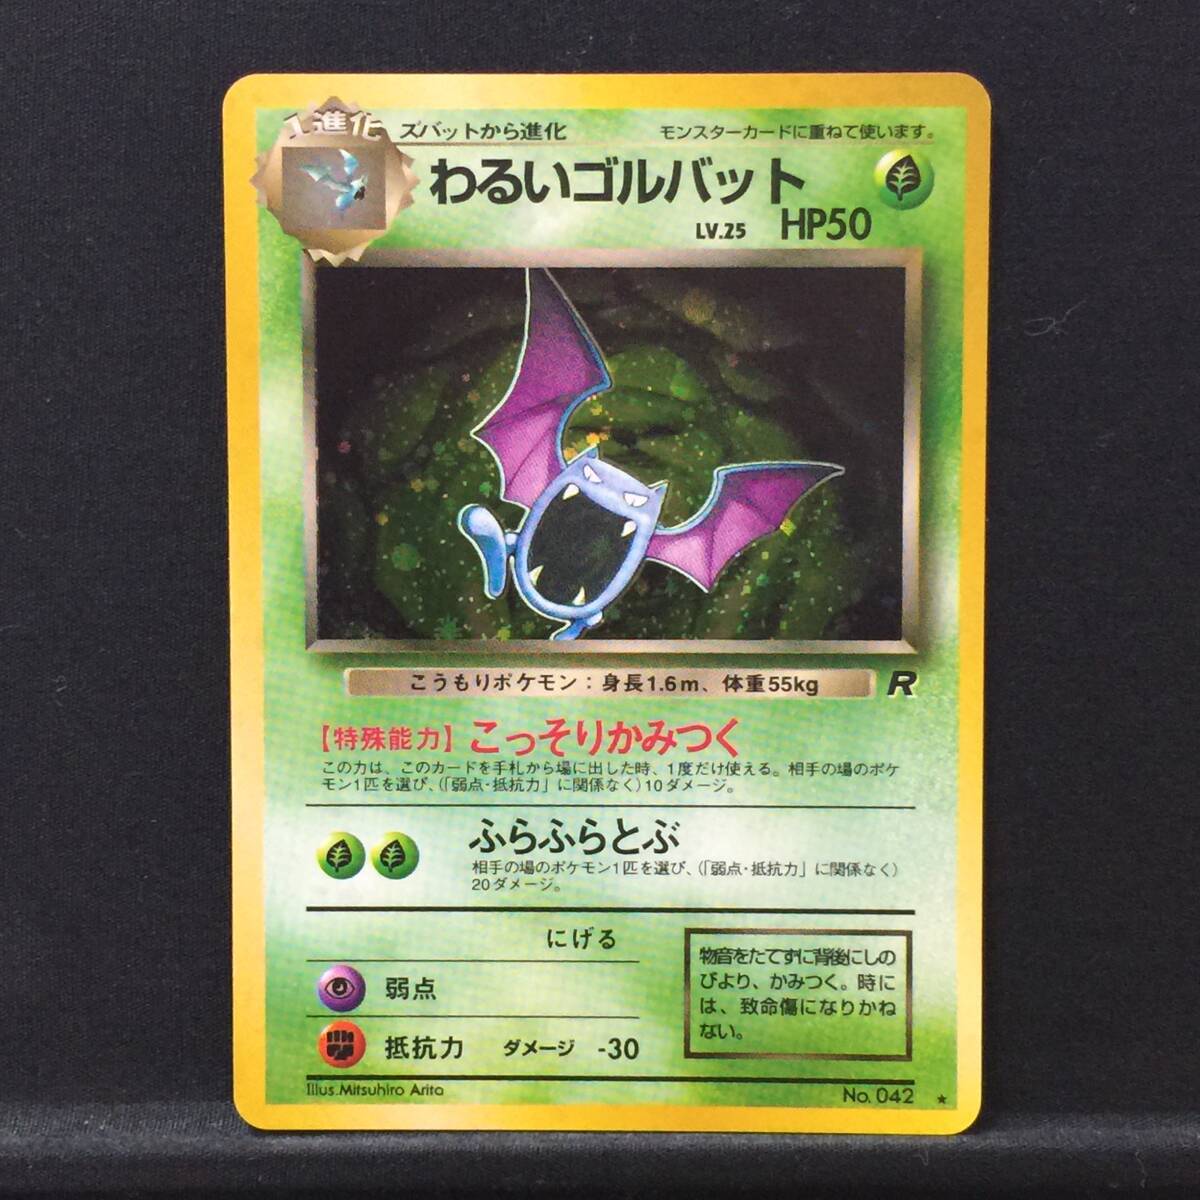 1進化
ズバットから進化
モンスターカードに重ねて使います。
わるいゴルバット
LV.25 HP50
こうもりポケモン:身長1.6m、体重55kg
R
【特殊能力】こっそりかみつく
この力は、このカードを手札から場に出した時、1度だけ使える。相手の場のポケ
モン1匹を選び、(「弱点・抵抗力」に関係なく)10ダメージ。
ふらふらとぶ
相手の場のポケモン1匹を選び、(「弱点・抵抗力」に関係なく)
20ダメージ。
にげる
弱点
抵抗力 ダメージ -30
物音をたてずに背後にしの
びより、かみつく。時に
は、致命傷になりかね
ない。
Illus.Mitsuhiro Arita
No. 042 ★